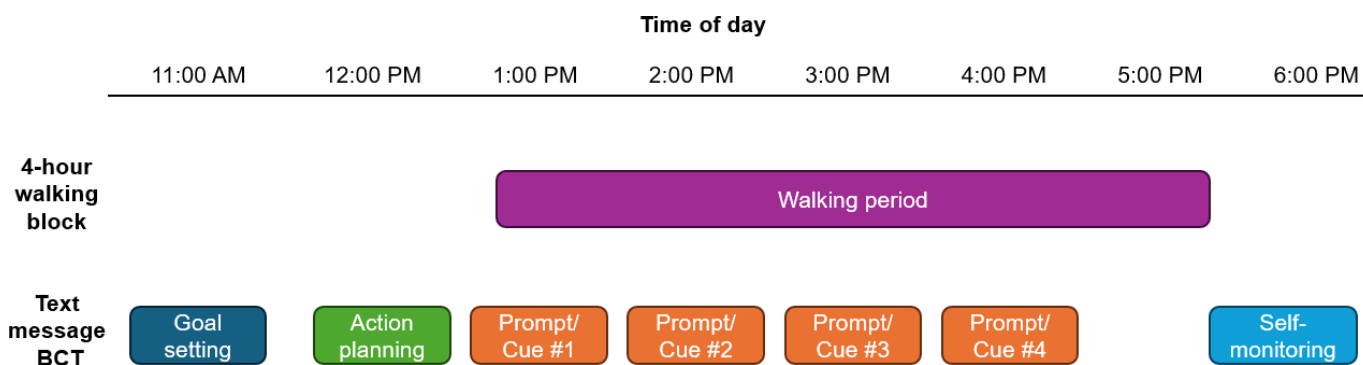 Time of day
11:00 AM 12:00 PM 1:00 PM 2:00 PM 3:00 PM 4:00 PM 5:00 PM 6:00 PM
4-hour
walking
block
Walking period
Text
message
BCT
Goal
setting
Action
planning
Prompt/
Cue #1
Prompt/
Cue #2
Prompt/
Cue #3
Prompt/
Cue #4
Self-
monitoring